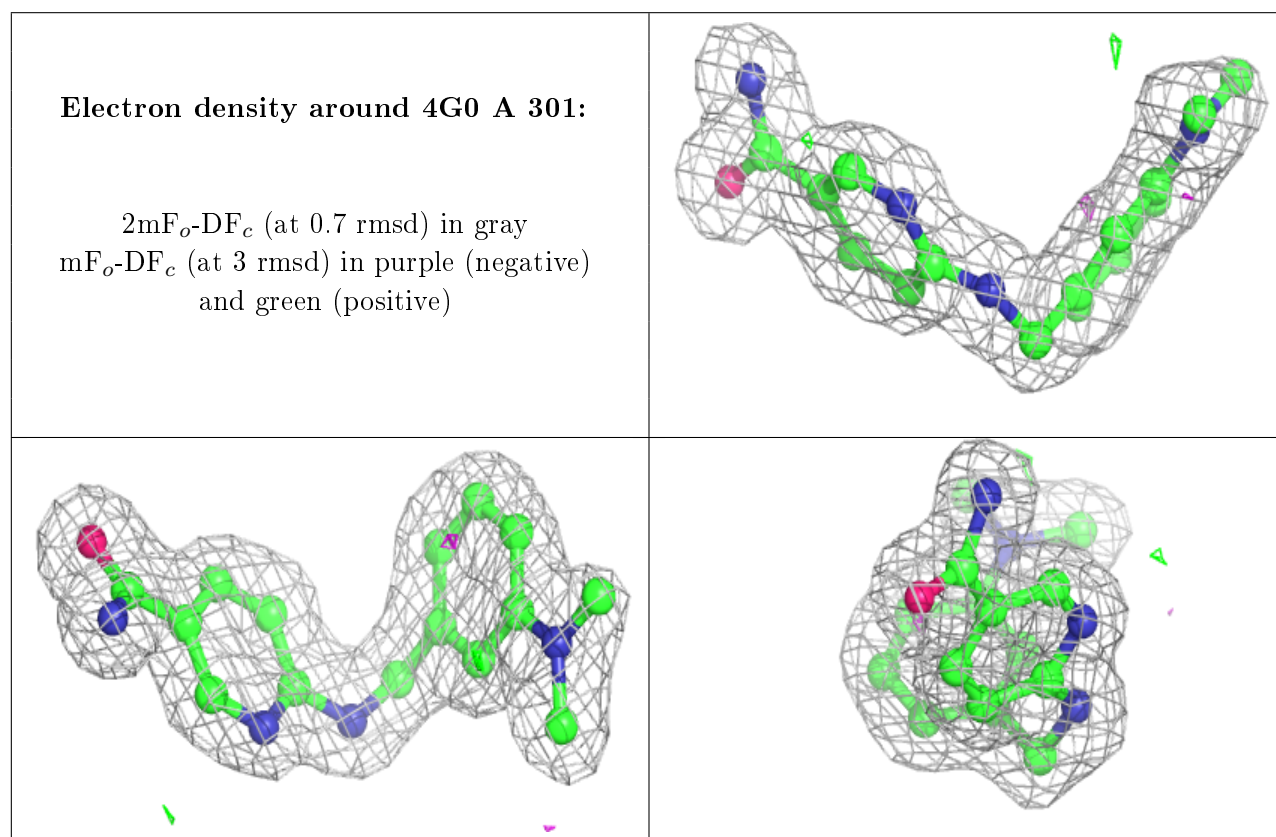 Electron density around 4G0 A 301:
2mFo-DFc (at 0.7 rmsd) in gray
mFo-DFc (at 3 rmsd) in purple (negative)
and green (positive)